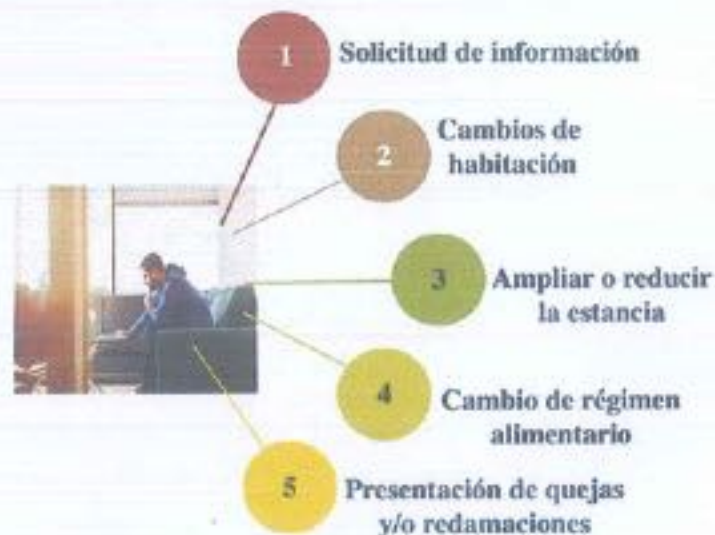 1
Solicitud de información
2
Cambios de
habitación
3
Ampliar o reducir
la estancia
4
Cambio de régimen
alimentario
5
Presentación de quejas
y/o redamaciones